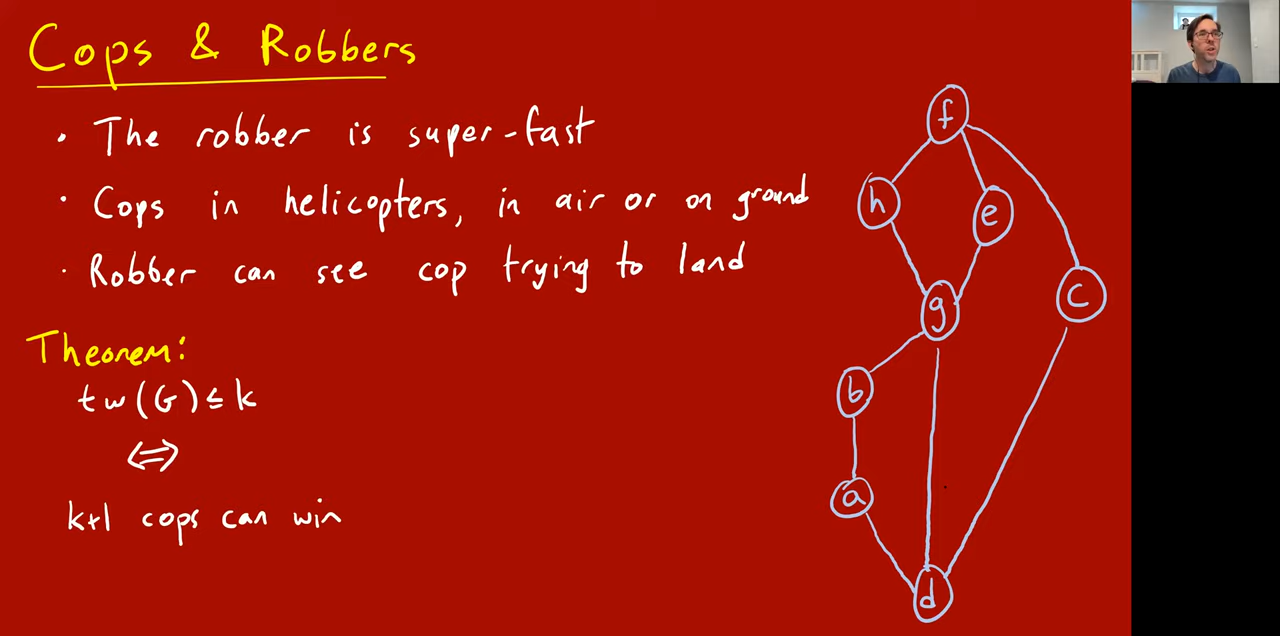 Cops & Robbers
• The robber is super-fast
• Cops in helicopters, in air or on ground
• Robber can see cop trying to land
Theorem:
tw(G) ≤ k
⇔
k+1 cops can win
f
h
e
c
g
b
a
d